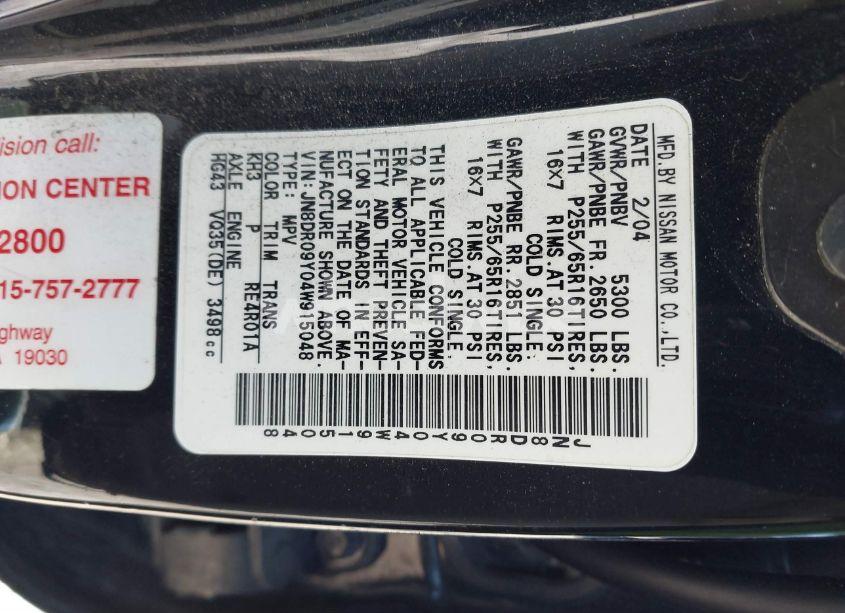 MFD.BY NISSAN MOTOR CO.,LTD.
DATE 2/04
GVWR/PNBV 5300 LBS.
GAWR/PNBE FR.2650 LBS.
WITH P255/65R16TIRES,
16X7 RIMS.AT 30 PSI
COLD SINGLE:
GAWR/PNBE RR.2851 LBS.
WITH P255/65R16TIRES,
16X7 RIMS.AT 30 PSI
COLD SINGLE.
THIS VEHICLE CONFORMS
TO ALL APPLICABLE FED-
ERAL MOTOR VEHICLE SA-
FETY AND THEFT PREVEN-
TION STANDARDS IN EFF-
ECT ON THE DATE OF MA-
NUFACTURE SHOWN ABOVE.
VIN:JN8DR09Y04W915048
TYPE: MPV
COLOR TRIM TRANS
KH3 P RE4R01A
AXLE ENGINE
HG43 VQ35(DE) 3498cc
JN8DR09Y04W915048
ision call:
ION CENTER
2800
15-757-2777
ghway
A 19030